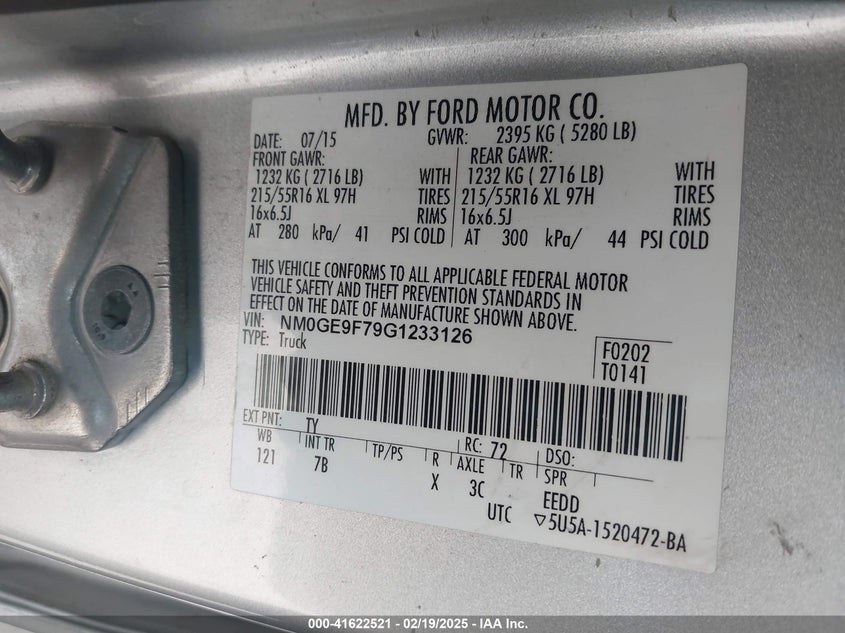 MFD. BY FORD MOTOR CO.
DATE: 07/15 GVWR: 2395 KG ( 5280 LB)
FRONT GAWR: REAR GAWR:
1232 KG ( 2716 LB) WITH 1232 KG ( 2716 LB) WITH
215/55R16 XL 97H TIRES 215/55R16 XL 97H TIRES
16x6.5J RIMS 16x6.5J RIMS
AT 280 kPa/ 41 PSI COLD AT 300 kPa/ 44 PSI COLD
THIS VEHICLE CONFORMS TO ALL APPLICABLE FEDERAL MOTOR
VEHICLE SAFETY AND THEFT PREVENTION STANDARDS IN
EFFECT ON THE DATE OF MANUFACTURE SHOWN ABOVE.
VIN: NM0GE9F79G1233126
TYPE: Truck
F0202
T0141
EXT PNT: TY RC: 72 DSO:
WB INT TR TP/PS R AXLE TR SPR
121 7B X 3C EEDD
UTC ▽5U5A-1520472-BA
000-41622521 - 02/19/2025 - IAA Inc.